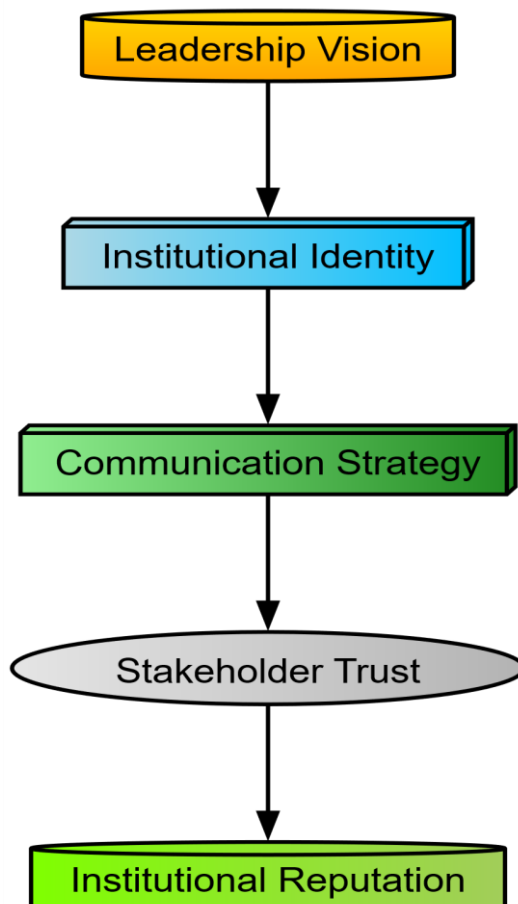 Leadership Vision
Institutional Identity
Communication Strategy
Stakeholder Trust
Institutional Reputation